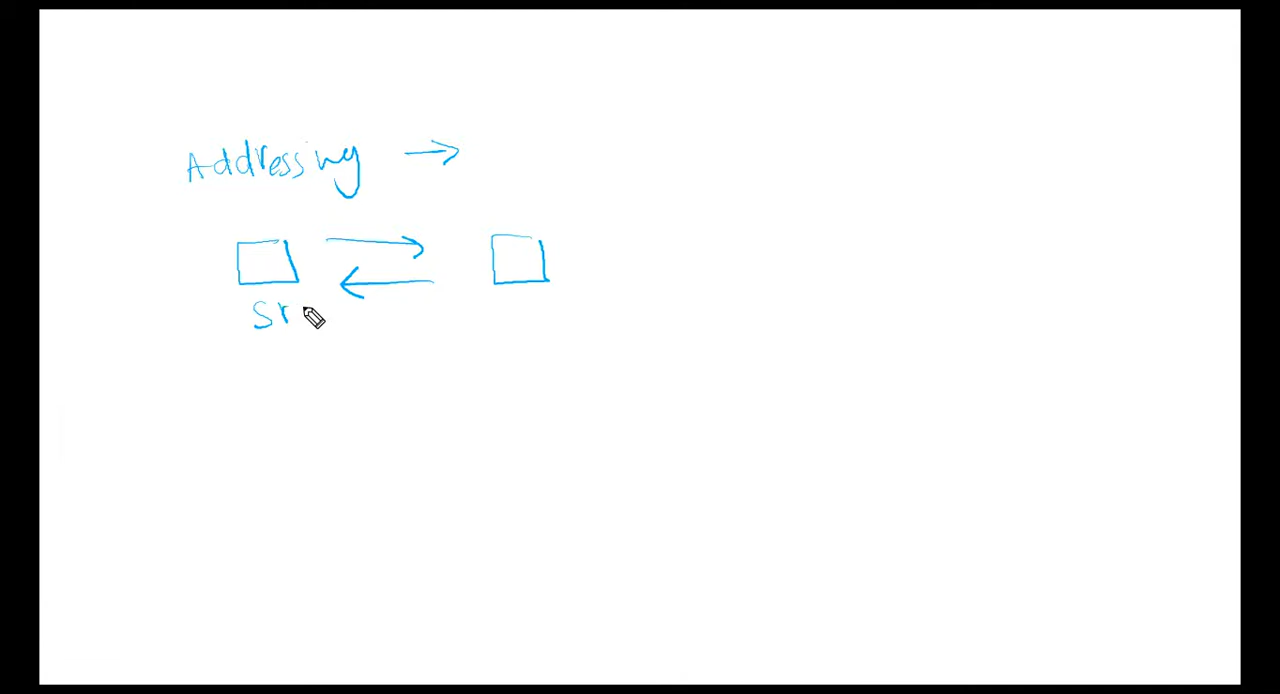 Addressing →
sr